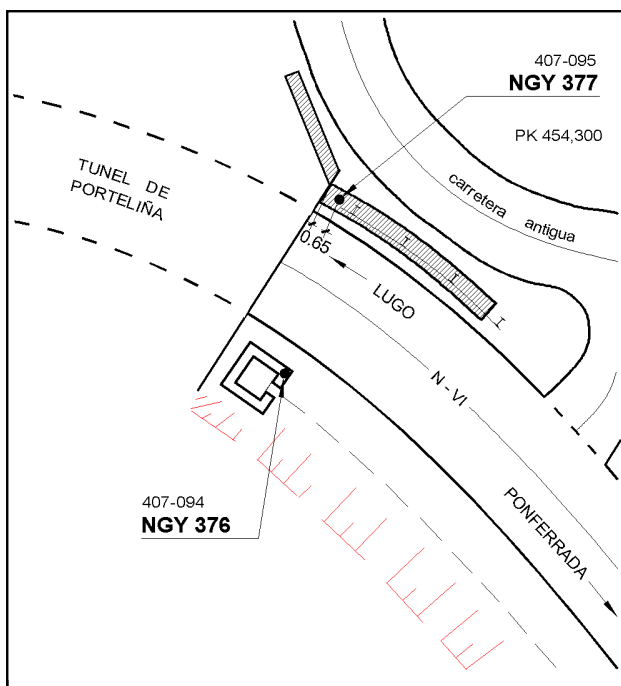 407-095
NGY 377
PK 454,300
TUNEL DE
PORTELIÑA
carretera antigua
0.65
LUGO
N - VI
407-094
NGY 376
PONFERRADA